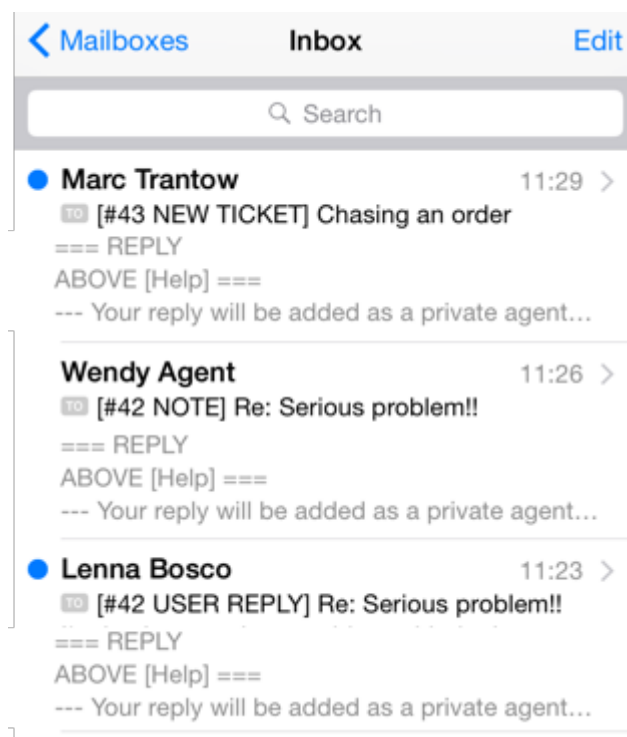 Mailboxes Inbox Edit
Search
Marc Trantow 11:29
TO [#43 NEW TICKET] Chasing an order
=== REPLY
ABOVE [Help] ===
--- Your reply will be added as a private agent…
Wendy Agent 11:26
TO [#42 NOTE] Re: Serious problem!!
=== REPLY
ABOVE [Help] ===
--- Your reply will be added as a private agent…
Lenna Bosco 11:23
TO [#42 USER REPLY] Re: Serious problem!!
=== REPLY
ABOVE [Help] ===
--- Your reply will be added as a private agent…